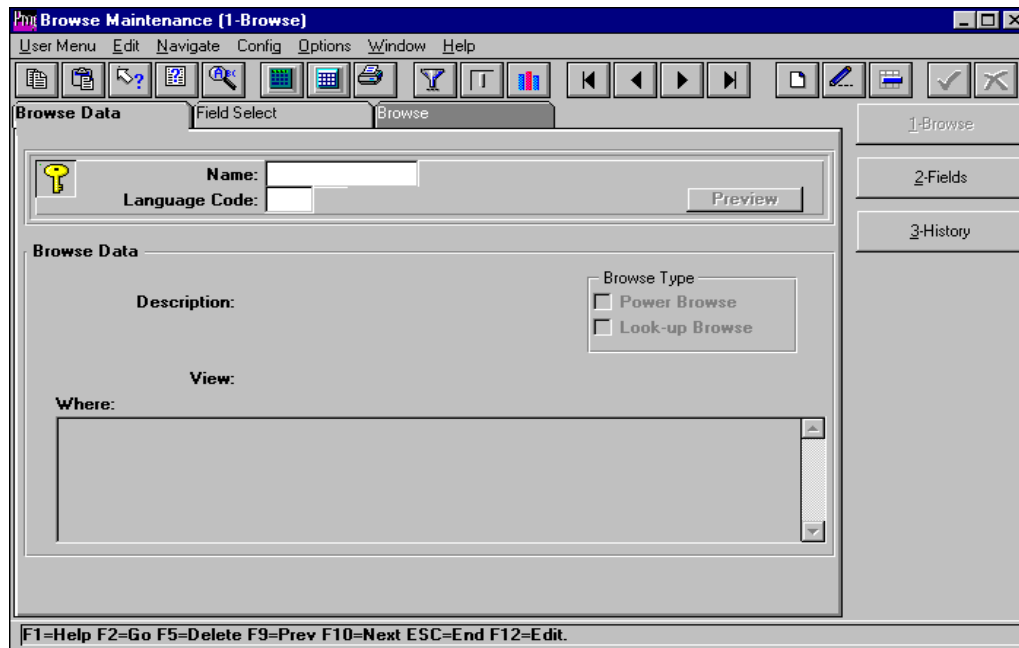 Browse Maintenance (1-Browse)
User Menu Edit Navigate Config Options Window Help
Browse Data Field Select Browse
1-Browse
Name:
2-Fields
Language Code:
Preview
3-History
Browse Data
Browse Type
Description:
Power Browse
Look-up Browse
View:
Where:
F1=Help F2=Go F5=Delete F9=Prev F10=Next ESC=End F12=Edit.